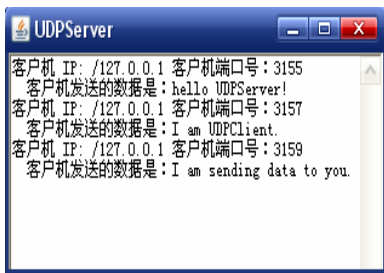 UDPServer
客户机 IP: /127.0.0.1 客户机端口号：3155
客户机发送的数据是：hello UDPServer!
客户机 IP: /127.0.0.1 客户机端口号：3157
客户机发送的数据是：I am UDPClient.
客户机 IP: /127.0.0.1 客户机端口号：3159
客户机发送的数据是：I am sending data to you.